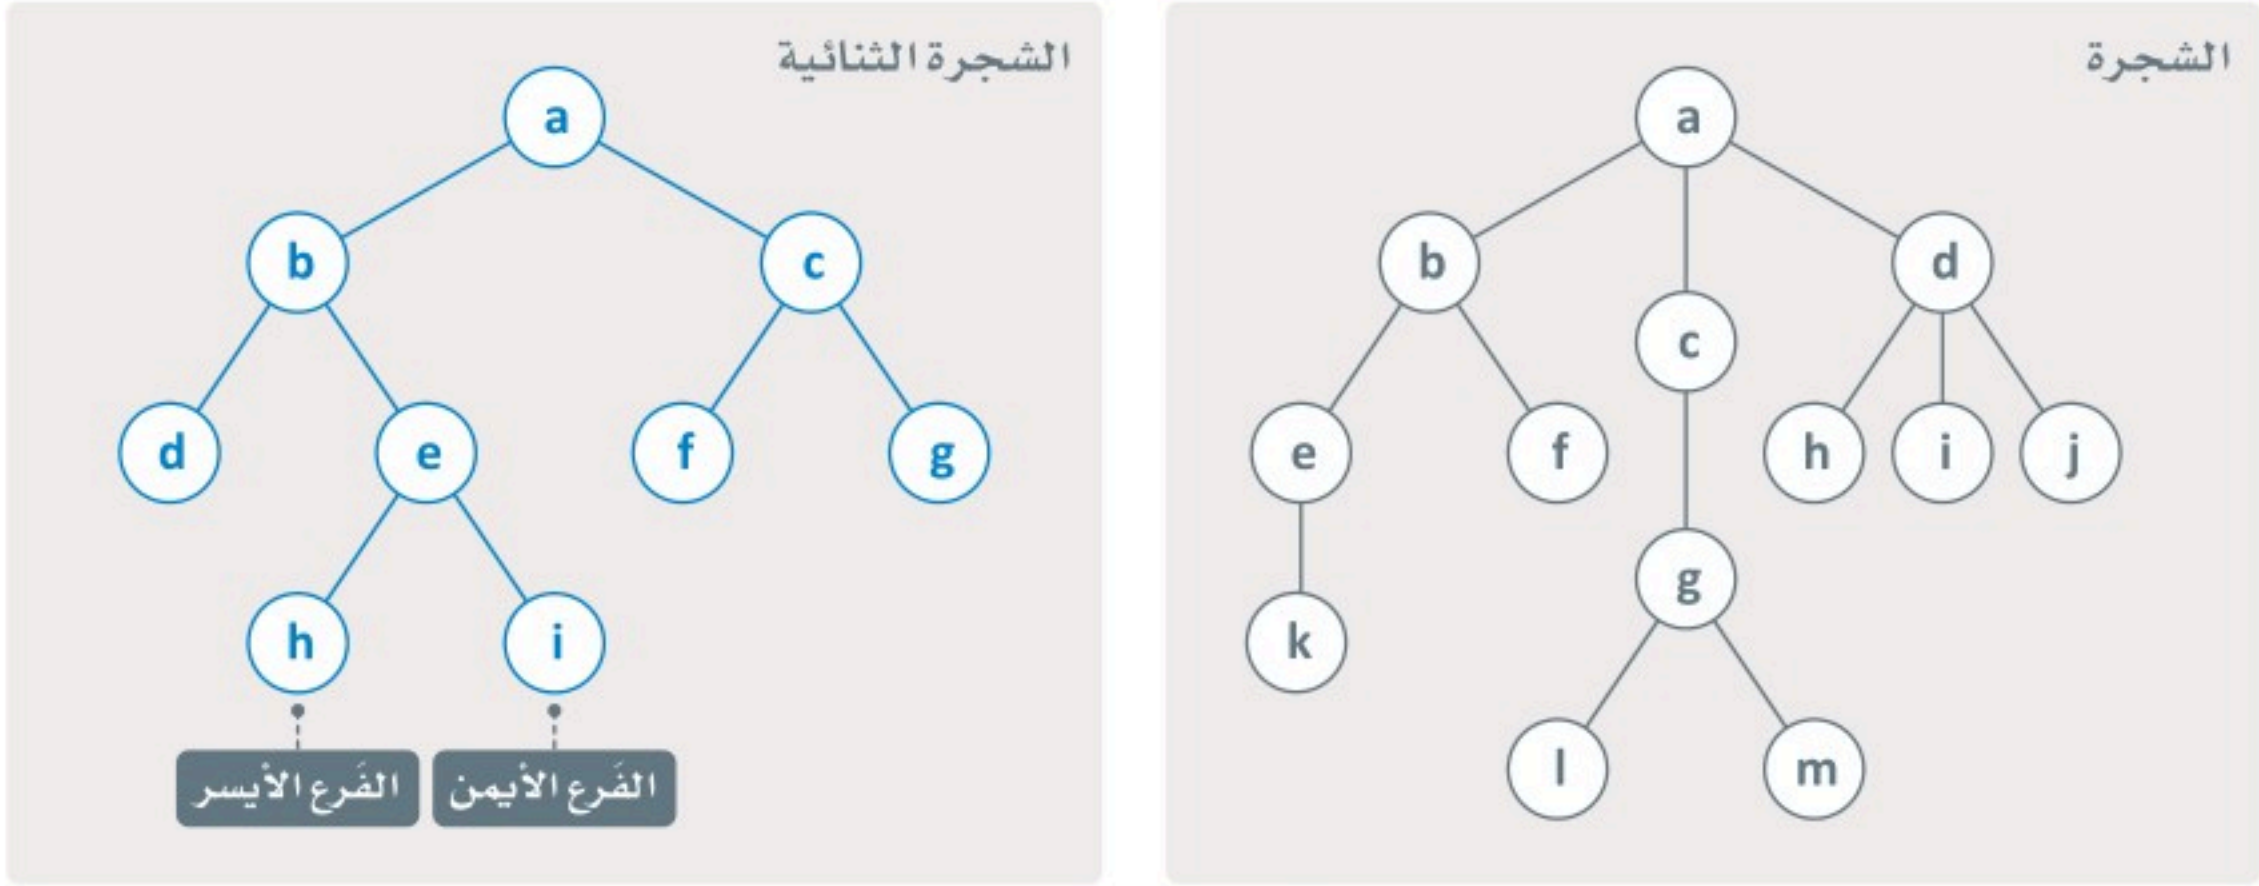 الشجرة
a
b
d
c
e
f
h
i
j
g
k
l
m
الشجرة الثنائية
a
b
c
d
e
f
g
h
i
الفَرع الأيمن
الفَرع الأيسر